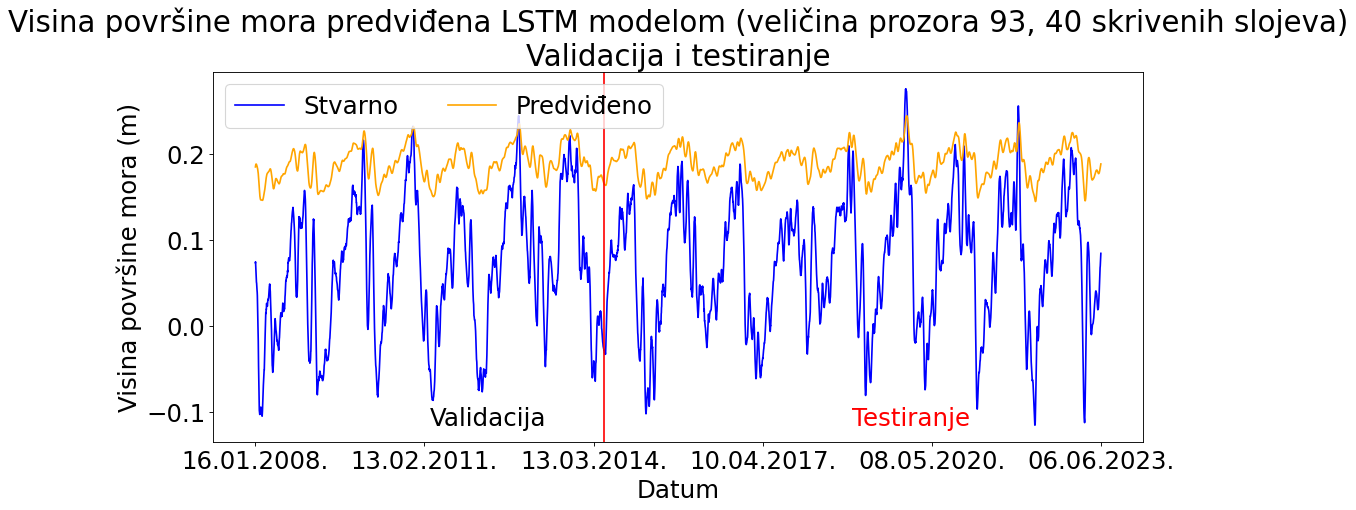 Visina površine mora predviđena LSTM modelom (veličina prozora 93, 40 skrivenih slojeva)
Validacija i testiranje
Stvarno Predviđeno
Visina površine mora (m)
0.2
0.1
0.0
−0.1
Validacija Testiranje
16.01.2008. 13.02.2011. 13.03.2014. 10.04.2017. 08.05.2020. 06.06.2023.
Datum